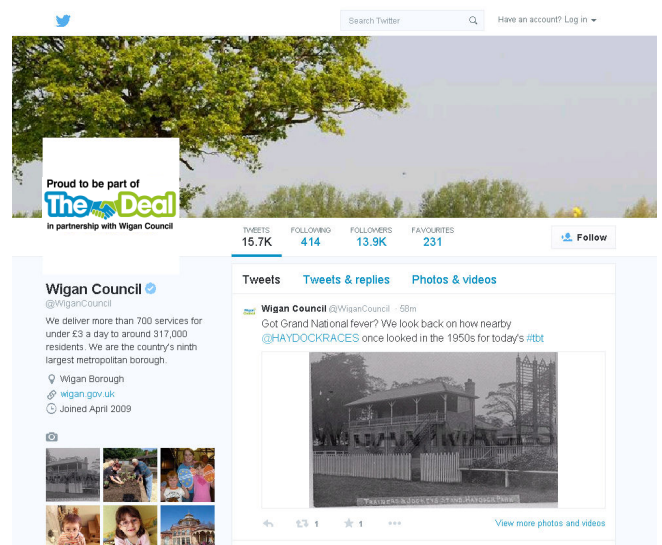 Search Twitter
Have an account? Log in
Proud to be part of
The Deal
in partnership with Wigan Council
TWEETS
15.7K
FOLLOWING
414
FOLLOWERS
13.9K
FAVOURITES
231
Follow
Wigan Council
@WiganCouncil
We deliver more than 700 services for
under £3 a day to around 317,000
residents. We are the country's ninth
largest metropolitan borough.
Wigan Borough
wigan.gov.uk
Joined April 2009
Tweets
Tweets & replies
Photos & videos
Wigan Council @WiganCouncil · 58m
Got Grand National fever? We look back on how nearby
@HAYDOCKRACES once looked in the 1950s for today's #tbt
WIGAN IMAGES
TRAINERS & JOCKEYS STAND, HAYDOCK PARK
1
1
View more photos and videos